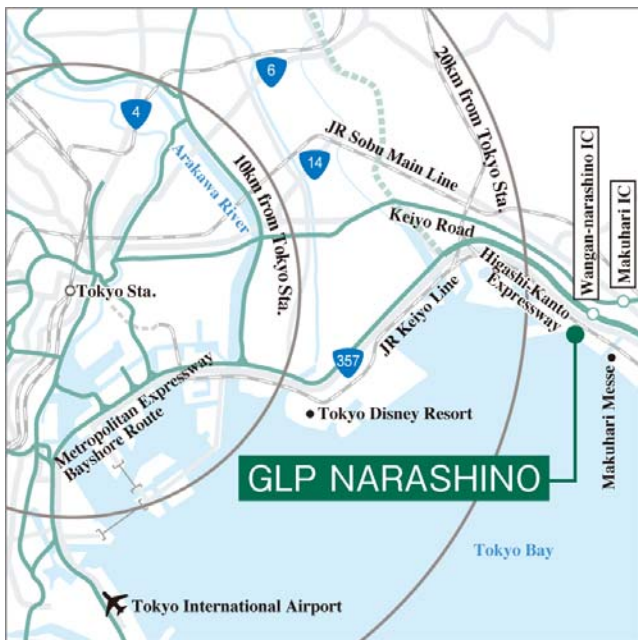 6
4
20km from Tokyo Sta.
14
JR Sobu Main Line
Arakawa River
10km from Tokyo Sta.
Keiyo Road
Wangan-narashino IC
Makuhari IC
Higashi-Kanto
Expressway
Tokyo Sta.
JR Keiyo Line
357
Metropolitan Expressway
Bayshore Route
Tokyo Disney Resort
Makuhari Messe
GLP NARASHINO
Tokyo Bay
Tokyo International Airport